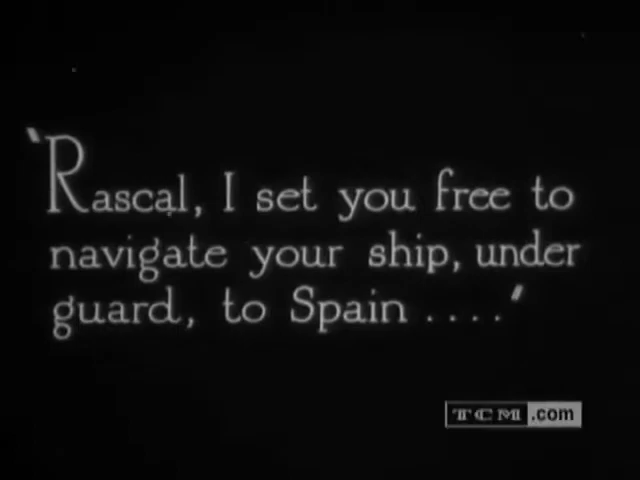 'Rascal, I set you free to
navigate your ship, under
guard, to Spain . . . .'
TCM.com